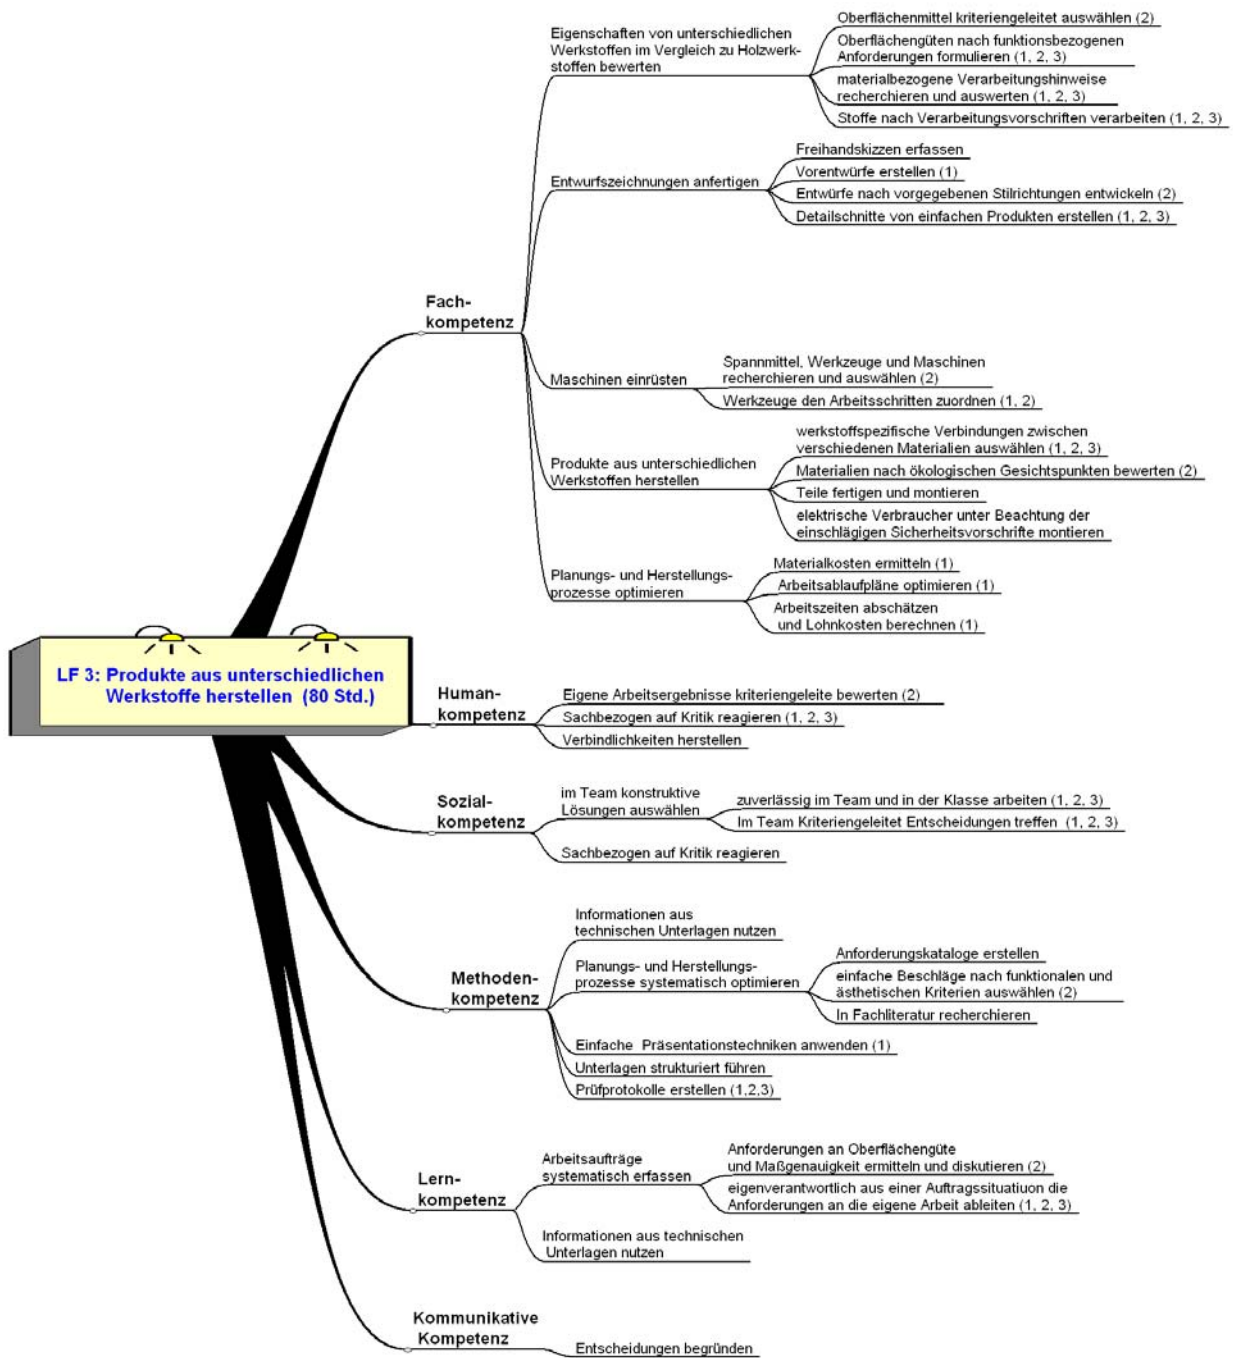 LF 3: Produkte aus unterschiedlichen
Werkstoffe herstellen (80 Std.)
Fach-
kompetenz
Eigenschaften von unterschiedlichen
Werkstoffen im Vergleich zu Holzwerk-
stoffen bewerten
Oberflächenmittel kriteriengeleitet auswählen (2)
Oberflächengüten nach funktionsbezogenen
Anforderungen formulieren (1, 2, 3)
materialbezogene Verarbeitungshinweise
recherchieren und auswerten (1, 2, 3)
Stoffe nach Verarbeitungsvorschriften verarbeiten (1, 2, 3)
Entwurfszeichnungen anfertigen
Freihandskizzen erfassen
Vorentwürfe erstellen (1)
Entwürfe nach vorgegebenen Stilrichtungen entwickeln (2)
Detailschnitte von einfachen Produkten erstellen (1, 2, 3)
Maschinen einrüsten
Spannmittel, Werkzeuge und Maschinen
recherchieren und auswählen (2)
Werkzeuge den Arbeitsschritten zuordnen (1, 2)
Produkte aus unterschiedlichen
Werkstoffen herstellen
werkstoffspezifische Verbindungen zwischen
verschiedenen Materialien auswählen (1, 2, 3)
Materialien nach ökologischen Gesichtspunkten bewerten (2)
Teile fertigen und montieren
elektrische Verbraucher unter Beachtung der
einschlägigen Sicherheitsvorschrifte montieren
Planungs- und Herstellungs-
prozesse optimieren
Materialkosten ermitteln (1)
Arbeitsablaufpläne optimieren (1)
Arbeitszeiten abschätzen
und Lohnkosten berechnen (1)
Human-
kompetenz
Eigene Arbeitsergebnisse kriteriengeleite bewerten (2)
Sachbezogen auf Kritik reagieren (1, 2, 3)
Verbindlichkeiten herstellen
Sozial-
kompetenz
im Team konstruktive
Lösungen auswählen
zuverlässig im Team und in der Klasse arbeiten (1, 2, 3)
Im Team Kriteriengeleitet Entscheidungen treffen (1, 2, 3)
Sachbezogen auf Kritik reagieren
Methoden-
kompetenz
Informationen aus
technischen Unterlagen nutzen
Planungs- und Herstellungs-
prozesse systematisch optimieren
Anforderungskataloge erstellen
einfache Beschläge nach funktionalen und
ästhetischen Kriterien auswählen (2)
In Fachliteratur recherchieren
Einfache Präsentationstechniken anwenden (1)
Unterlagen strukturiert führen
Prüfprotokolle erstellen (1,2,3)
Lern-
kompetenz
Arbeitsaufträge
systematisch erfassen
Anforderungen an Oberflächengüte
und Maßgenauigkeit ermitteln und diskutieren (2)
eigenverantwortlich aus einer Auftragssituatiuon die
Anforderungen an die eigene Arbeit ableiten (1, 2, 3)
Informationen aus technischen
Unterlagen nutzen
Kommunikative
Kompetenz
Entscheidungen begründen